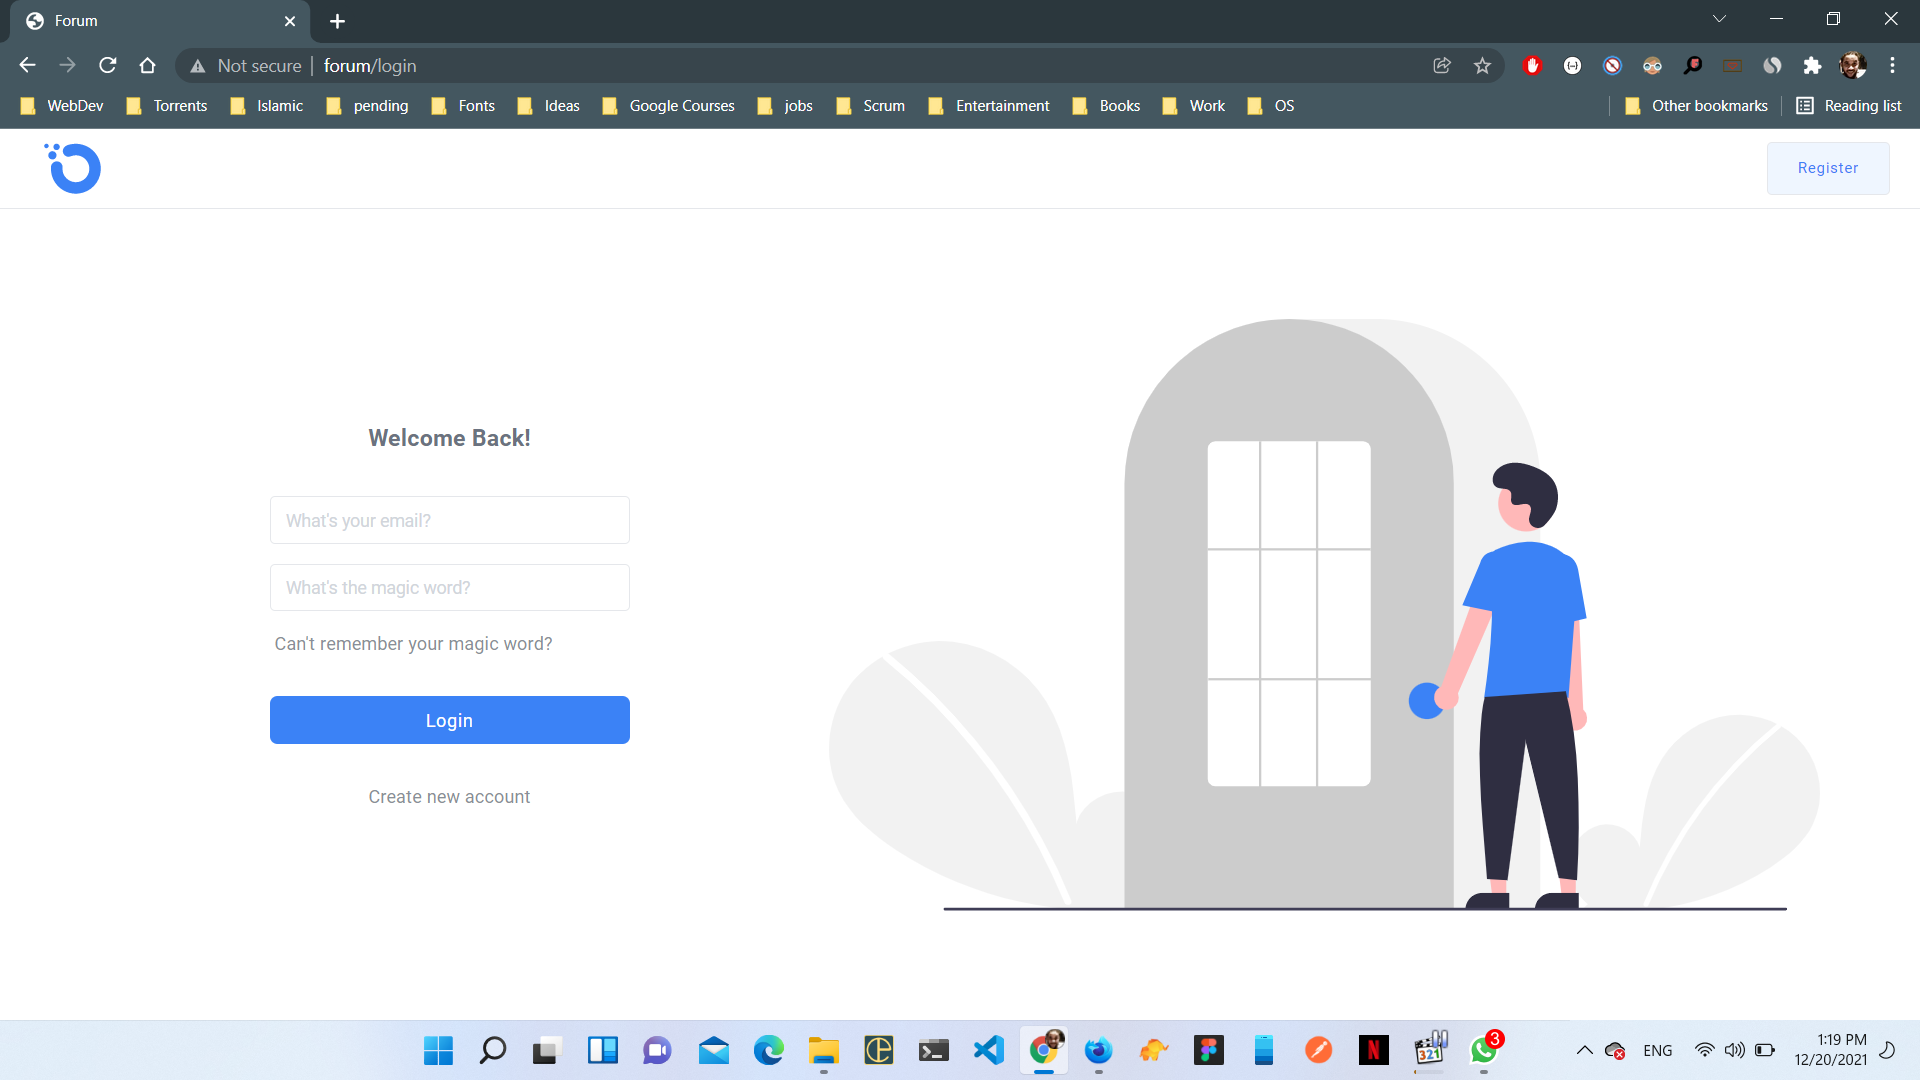 Forum
Not secure forum/login
WebDev Torrents Islamic pending Fonts Ideas Google Courses jobs Scrum Entertainment Books Work OS Other bookmarks Reading list
Register
Welcome Back!
What's your email?
What's the magic word?
Can't remember your magic word?
Login
Create new account
N
321
3
ENG
1:19 PM
12/20/2021